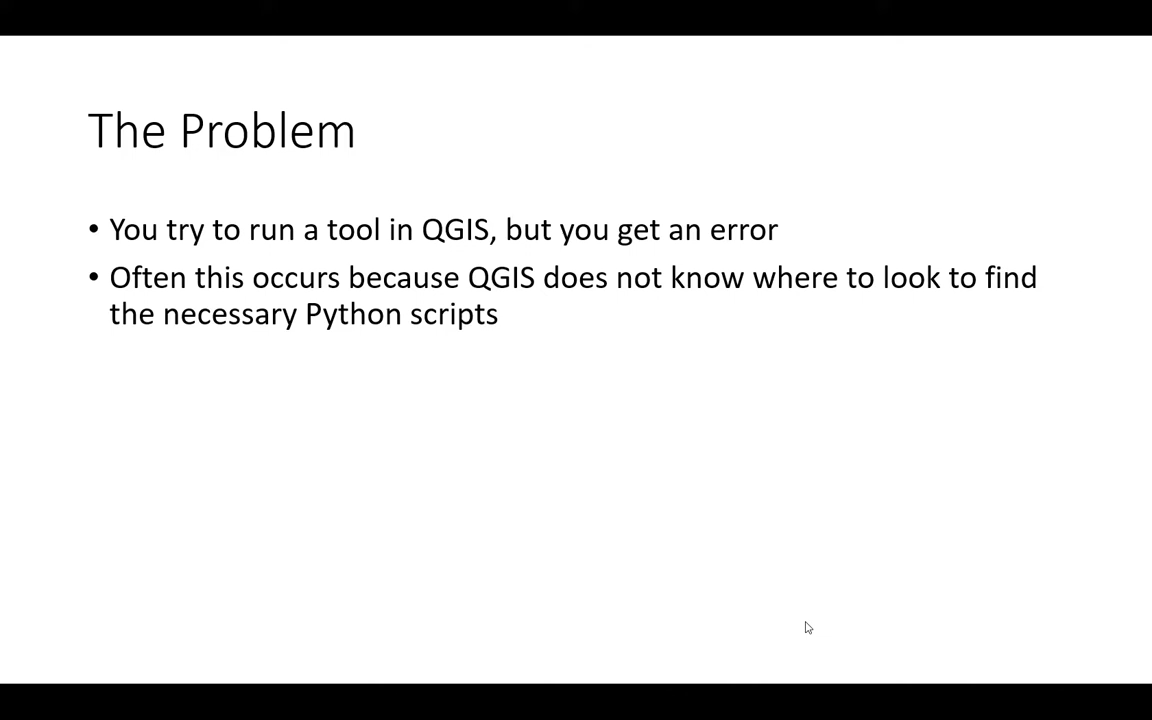 The Problem
• You try to run a tool in QGIS, but you get an error
• Often this occurs because QGIS does not know where to look to find
the necessary Python scripts